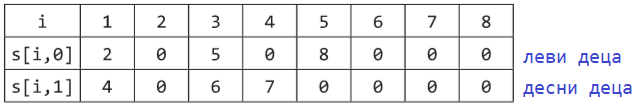 i 1 2 3 4 5 6 7 8
s[i,0] 2 0 5 0 8 0 0 0 леви деца
s[i,1] 4 0 6 7 0 0 0 0 десни деца